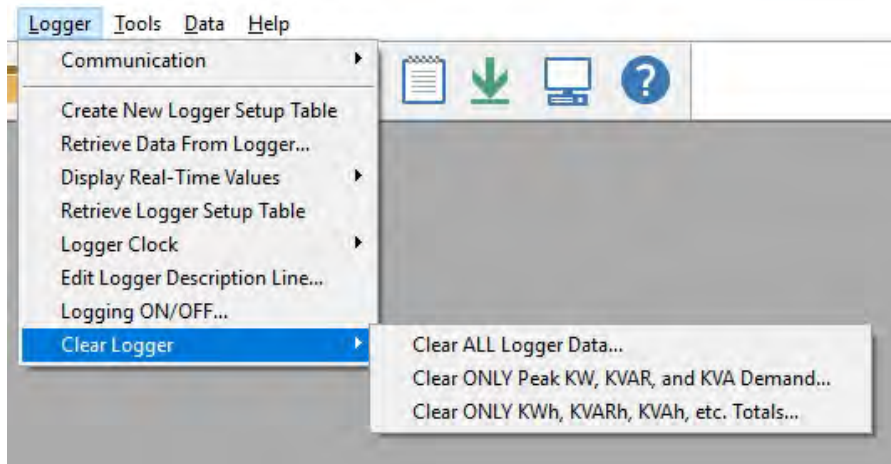 Logger Tools Data Help
Communication
?
Create New Logger Setup Table
Retrieve Data From Logger...
Display Real-Time Values
Retrieve Logger Setup Table
Logger Clock
Edit Logger Description Line...
Logging ON/OFF...
Clear Logger
Clear ALL Logger Data...
Clear ONLY Peak KW, KVAR, and KVA Demand...
Clear ONLY KWh, KVARh, KVAh, etc. Totals...